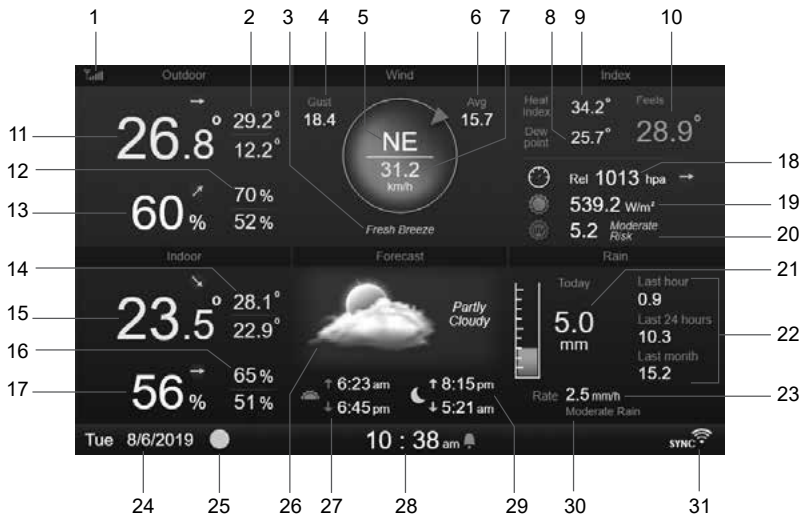 1 2 3 4 5 6 7 8 9 10
Outdoor Wind Index
11
26.8°
29.2°
12.2°
12
13
60%
70%
52%
Gust
18.4
Avg
15.7
NE
31.2
km/h
Fresh Breeze
Heat Index 34.2°
Dew point 25.7°
Feels
28.9°
Rel 1013 hpa
18
539.2 W/m²
19
5.2 Moderate Risk
20
Indoor Forecast Rain
14
15
23.5°
28.1°
22.9°
16
17
56%
65%
51%
Partly
Cloudy
↑ 6:23 am
↓ 6:45 pm
↑ 8:15 pm
↓ 5:21 am
Today
5.0
mm
21
Last hour
0.9
Last 24 hours
10.3
Last month
15.2
22
Rate 2.5 mm/h
Moderate Rain
23
Tue 8/6/2019
10 : 38 am
SYNC
24 25 26 27 28 29 30 31